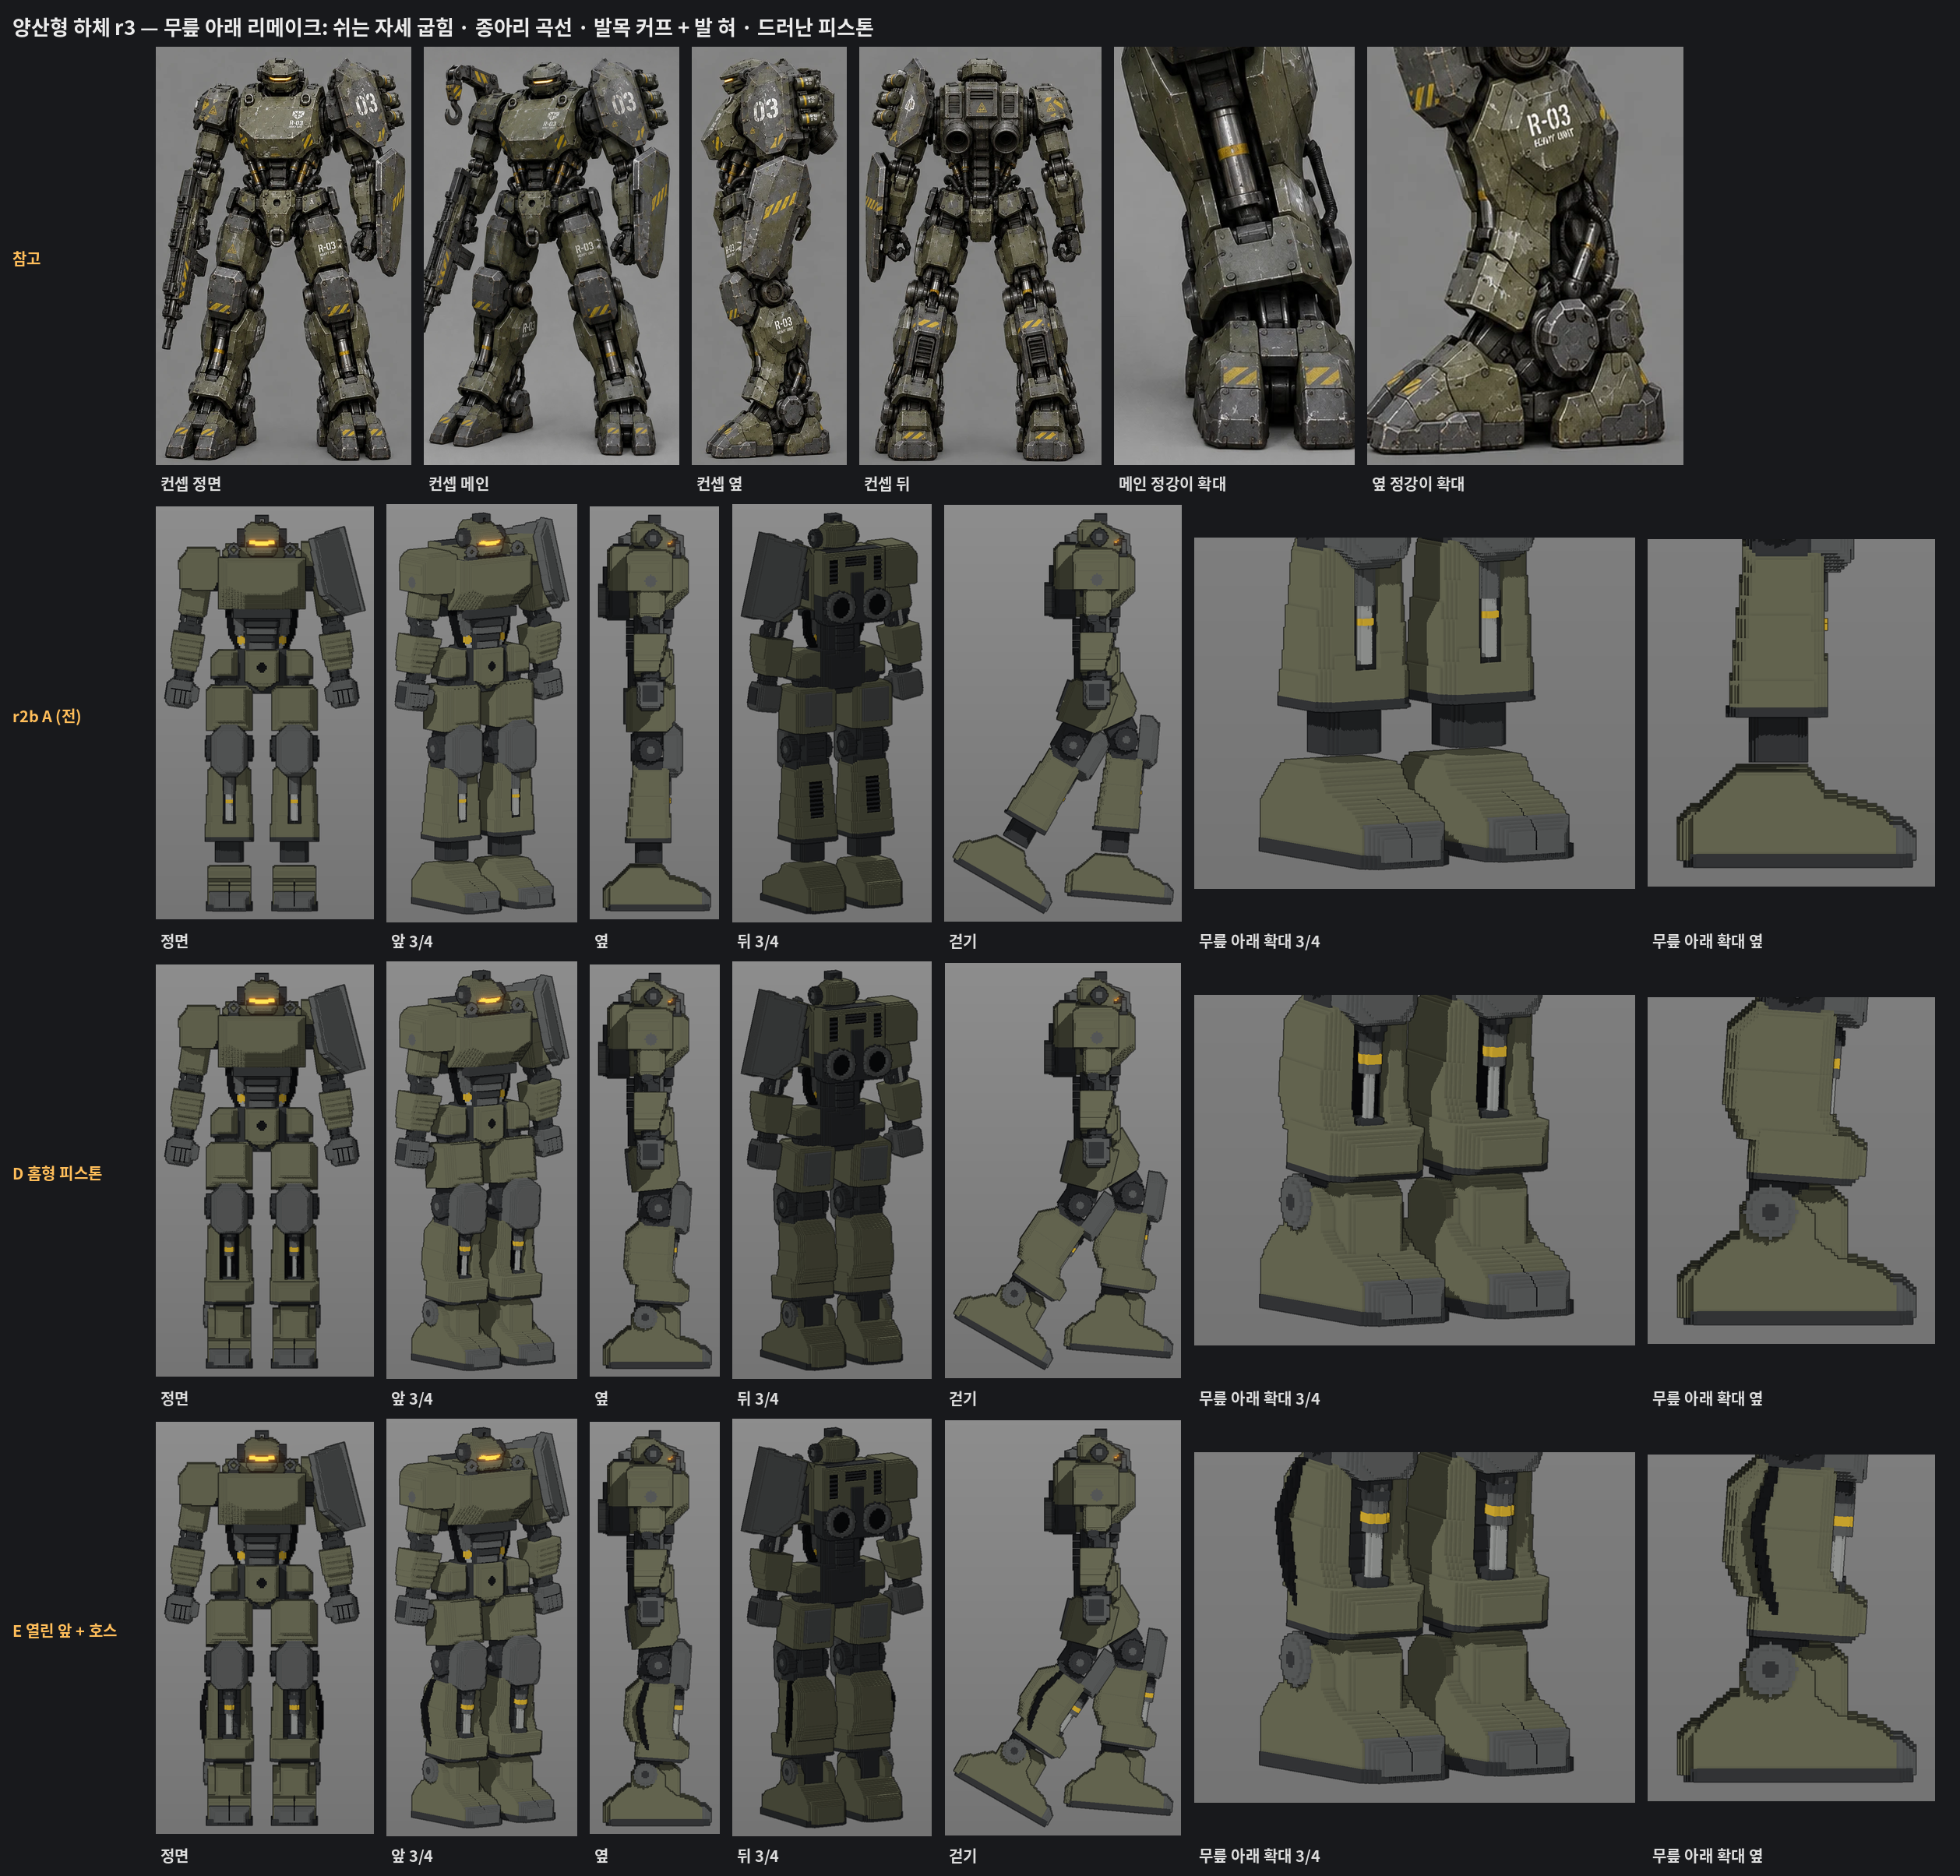 양산형 하체 r3 — 무릎 아래 리메이크: 쉬는 자세 굽힘 · 종아리 곡선 · 발목 커프 + 발 혀 · 드러난 피스톤
참고
03
R-03
R-03
R-03
03
R-03
R-03
03
R-03
R-03
R-03
HEAVY UNIT
컨셉 정면
컨셉 메인
컨셉 옆
컨셉 뒤
메인 정강이 확대
옆 정강이 확대
r2b A (전)
정면
앞 3/4
옆
뒤 3/4
걷기
무릎 아래 확대 3/4
무릎 아래 확대 옆
D 홈형 피스톤
정면
앞 3/4
옆
뒤 3/4
걷기
무릎 아래 확대 3/4
무릎 아래 확대 옆
E 열린 앞 + 호스
정면
앞 3/4
옆
뒤 3/4
걷기
무릎 아래 확대 3/4
무릎 아래 확대 옆